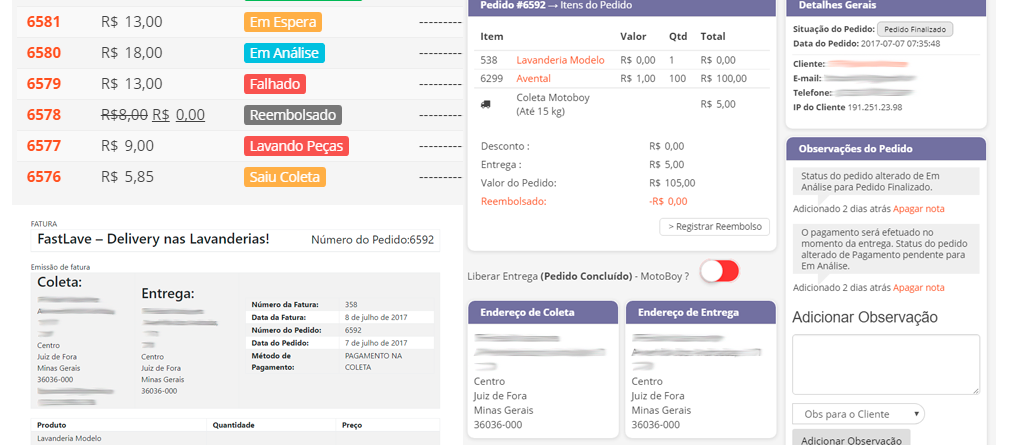 6581 R$ 13,00 Em Espera ---------
6580 R$ 18,00 Em Análise ---------
6579 R$ 13,00 Falhado ---------
6578 R$8,00 R$ 0,00 Reembolsado ---------
6577 R$ 9,00 Lavando Peças ---------
6576 R$ 5,85 Saiu Coleta ---------
FATURA
FastLave – Delivery nas Lavanderias! Número do Pedido:6592
Emissão de fatura
Coleta:
Centro
Juiz de Fora
Minas Gerais
36036-000
Entrega:
Centro
Juiz de Fora
Minas Gerais
36036-000
Número da Fatura: 358
Data da Fatura: 8 de julho de 2017
Número do Pedido: 6592
Data do Pedido: 7 de julho de 2017
Método de PAGAMENTO NA
Pagamento: COLETA
Produto Quantidade Preço
Lavanderia Modelo
Pedido #6592 → Itens do Pedido
Item Valor Qtd Total
538 Lavanderia Modelo R$ 0,00 1 R$ 0,00
6299 Avental R$ 1,00 100 R$ 100,00
Coleta Motoboy R$ 5,00
(Até 15 kg)
Desconto : R$ 0,00
Entrega : R$ 5,00
Valor do Pedido: R$ 105,00
Reembolsado: -R$ 0,00
> Registrar Reembolso
Liberar Entrega (Pedido Concluído) - MotoBoy ?
Endereço de Coleta
Centro
Juiz de Fora
Minas Gerais
36036-000
Endereço de Entrega
Centro
Juiz de Fora
Minas Gerais
36036-000
Detalhes Gerais
Situação do Pedido: Pedido Finalizado
Data do Pedido: 2017-07-07 07:35:48
Cliente:
E-mail:
Telefone:
IP do Cliente 191.251.23.98
Observações do Pedido
Status do pedido alterado de Em
Análise para Pedido Finalizado.
Adicionado 2 dias atrás Apagar nota
O pagamento será efetuado no
momento da entrega. Status do pedido
alterado de Pagamento pendente para
Em Análise.
Adicionado 2 dias atrás Apagar nota
Adicionar Observação
Obs para o Cliente
Adicionar Observação